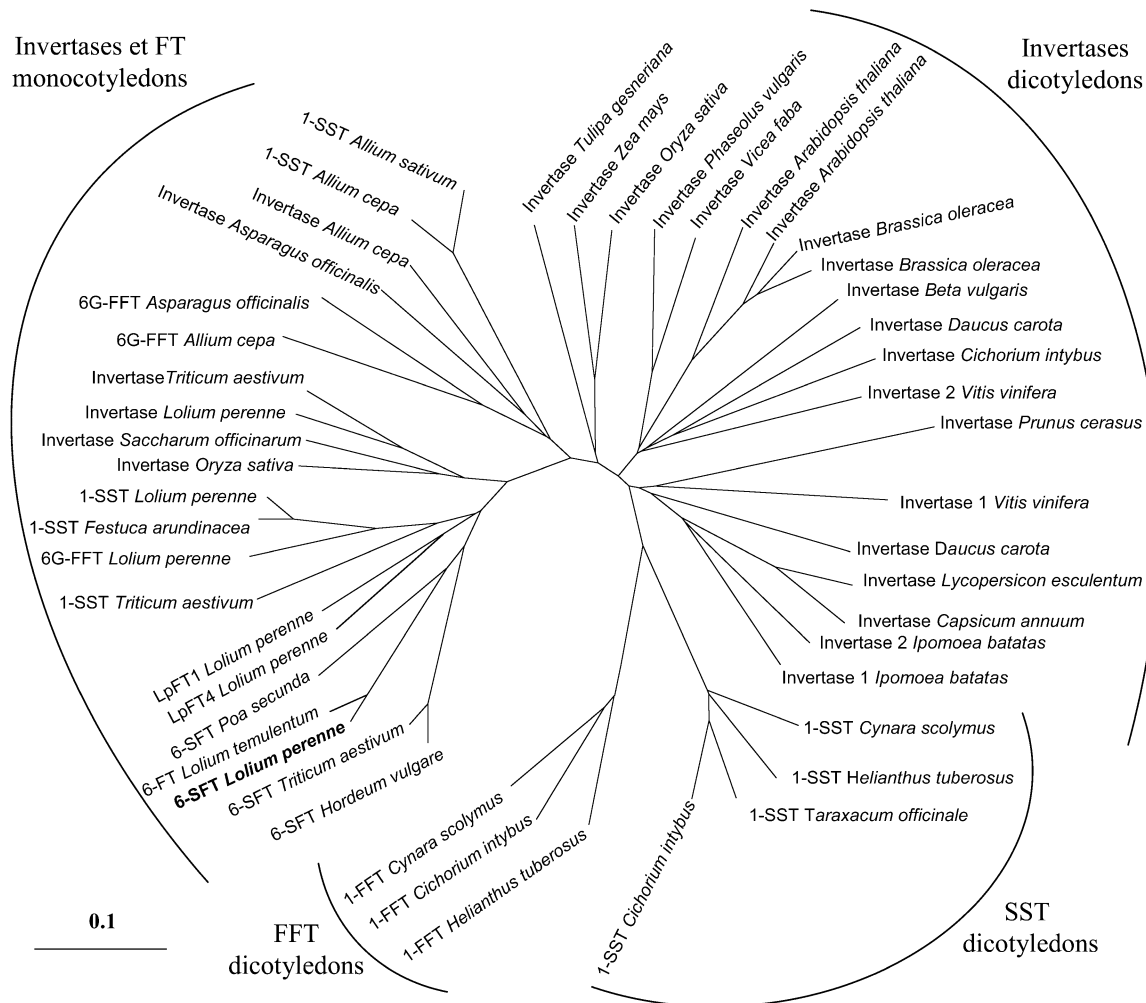 Invertases et FT
monocotyledons
Invertases
dicotyledons
1-SST Allium sativum
1-SST Allium cepa
Invertase Allium cepa
Invertase Asparagus officinalis
6G-FFT Asparagus officinalis
6G-FFT Allium cepa
InvertaseTriticum aestivum
Invertase Lolium perenne
Invertase Saccharum officinarum
Invertase Oryza sativa
1-SST Lolium perenne
1-SST Festuca arundinacea
6G-FFT Lolium perenne
1-SST Triticum aestivum
LpFT1 Lolium perenne
LpFT4 Lolium perenne
6-SFT Poa secunda
6-FT Lolium temulentum
6-SFT Lolium perenne
6-SFT Triticum aestivum
6-SFT Hordeum vulgare
Invertase Tulipa gesneriana
Invertase Zea mays
Invertase Oryza sativa
Invertase Phaseolus vulgaris
Invertase Vicea faba
Invertase Arabidopsis thaliana
Invertase Arabidopsis thaliana
Invertase Brassica oleracea
Invertase Brassica oleracea
Invertase Beta vulgaris
Invertase Daucus carota
Invertase Cichorium intybus
Invertase 2 Vitis vinifera
Invertase Prunus cerasus
Invertase 1 Vitis vinifera
Invertase Daucus carota
Invertase Lycopersicon esculentum
Invertase Capsicum annuum
Invertase 2 Ipomoea batatas
Invertase 1 Ipomoea batatas
1-SST Cynara scolymus
1-SST Helianthus tuberosus
1-SST Taraxacum officinale
1-SST Cichorium intybus
1-FFT Cynara scolymus
1-FFT Cichorium intybus
1-FFT Helianthus tuberosus
0.1
FFT
dicotyledons
SST
dicotyledons